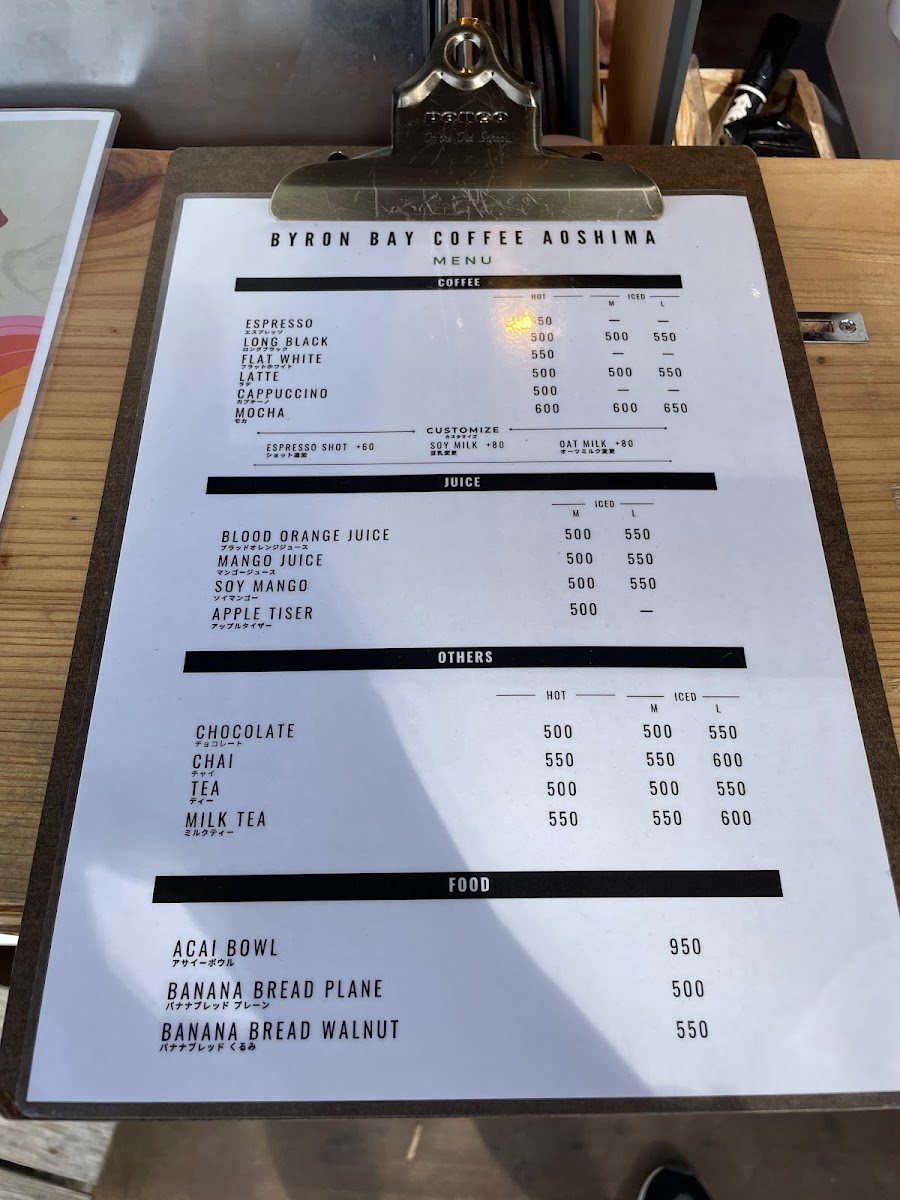 penco
On the Old School
BYRON BAY COFFEE AOSHIMA
MENU
COFFEE
HOT ICED
M L
ESPRESSO 50 — —
エスプレッソ
LONG BLACK 500 500 550
ロングブラック
FLAT WHITE 550 — —
フラットホワイト
LATTE 500 500 550
ラテ
CAPPUCCINO 500 — —
カプチーノ
MOCHA 600 600 650
モカ
CUSTOMIZE
カスタマイズ
ESPRESSO SHOT +60 SOY MILK +80 OAT MILK +80
ショット追加 豆乳変更 オーツミルク変更
JUICE
ICED
M L
BLOOD ORANGE JUICE 500 550
ブラッドオレンジジュース
MANGO JUICE 500 550
マンゴージュース
SOY MANGO 500 550
ソイマンゴー
APPLE TISER 500 —
アップルタイザー
OTHERS
HOT ICED
M L
CHOCOLATE 500 500 550
チョコレート
CHAI 550 550 600
チャイ
TEA 500 500 550
ティー
MILK TEA 550 550 600
ミルクティー
FOOD
ACAI BOWL 950
アサイーボウル
BANANA BREAD PLANE 500
バナナブレッド プレーン
BANANA BREAD WALNUT 550
バナナブレッド くるみ